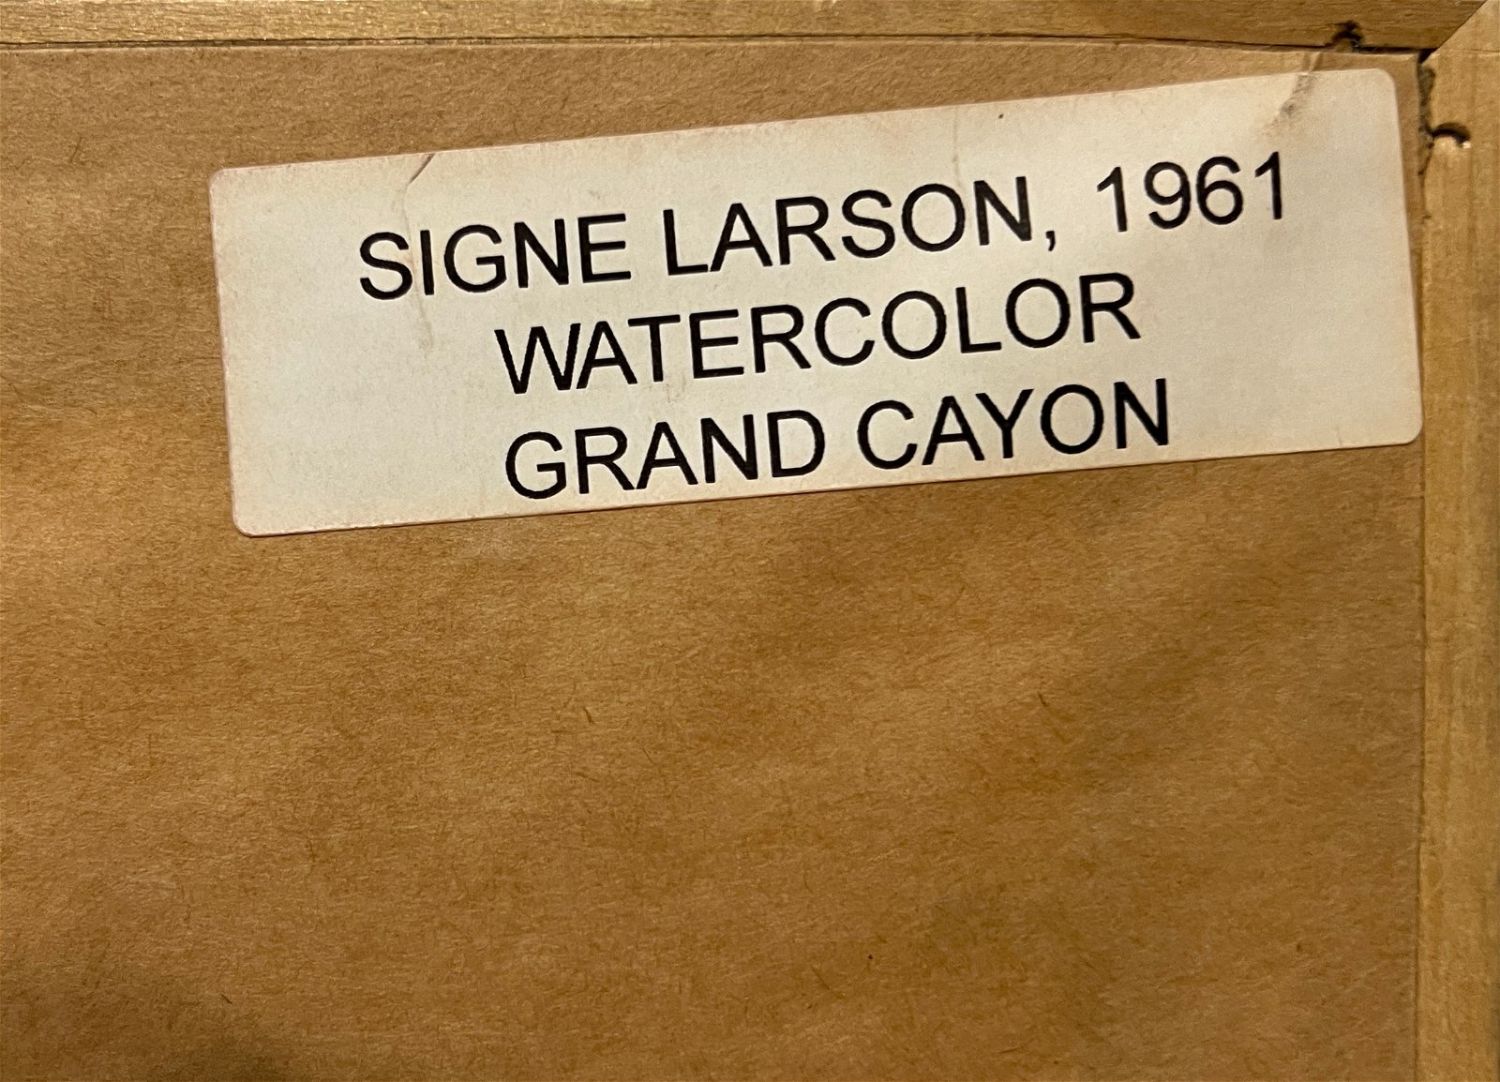 SIGNE LARSON, 1961
WATERCOLOR
GRAND CAYON